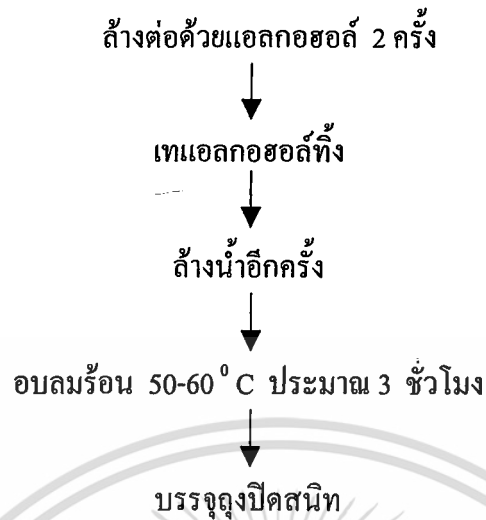 ล้างต่อด้วยแอลกอฮอล์ 2 ครั้ง
เทแอลกอฮอล์ทิ้ง
ล้างน้ำอีกครั้ง
อบลมร้อน 50-60 ⁰ C ประมาณ 3 ชั่วโมง
บรรจุถุงปิดสนิท